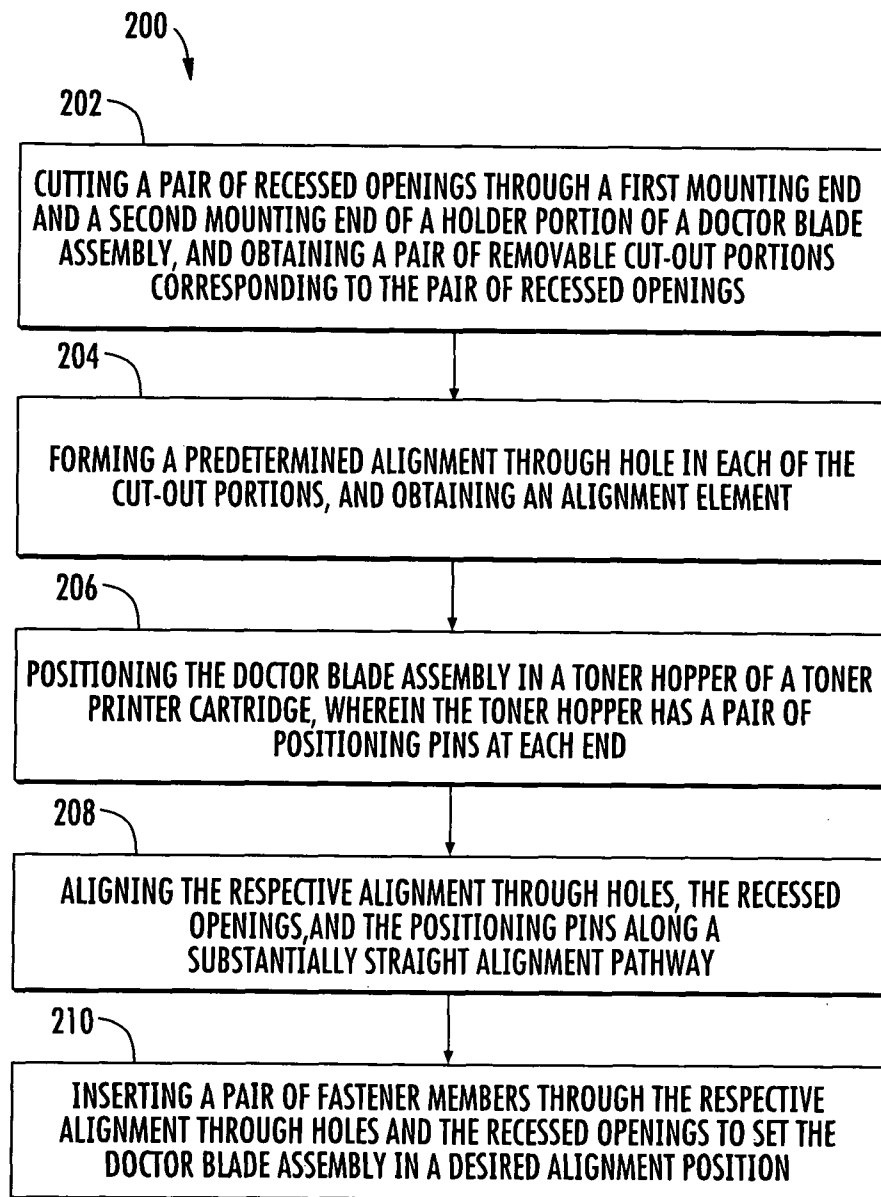 200
202
CUTTING A PAIR OF RECESSED OPENINGS THROUGH A FIRST MOUNTING END
AND A SECOND MOUNTING END OF A HOLDER PORTION OF A DOCTOR BLADE
ASSEMBLY, AND OBTAINING A PAIR OF REMOVABLE CUT-OUT PORTIONS
CORRESPONDING TO THE PAIR OF RECESSED OPENINGS
204
FORMING A PREDETERMINED ALIGNMENT THROUGH HOLE IN EACH OF THE
CUT-OUT PORTIONS, AND OBTAINING AN ALIGNMENT ELEMENT
206
POSITIONING THE DOCTOR BLADE ASSEMBLY IN A TONER HOPPER OF A TONER
PRINTER CARTRIDGE, WHEREIN THE TONER HOPPER HAS A PAIR OF
POSITIONING PINS AT EACH END
208
ALIGNING THE RESPECTIVE ALIGNMENT THROUGH HOLES, THE RECESSED
OPENINGS,AND THE POSITIONING PINS ALONG A
SUBSTANTIALLY STRAIGHT ALIGNMENT PATHWAY
210
INSERTING A PAIR OF FASTENER MEMBERS THROUGH THE RESPECTIVE
ALIGNMENT THROUGH HOLES AND THE RECESSED OPENINGS TO SET THE
DOCTOR BLADE ASSEMBLY IN A DESIRED ALIGNMENT POSITION